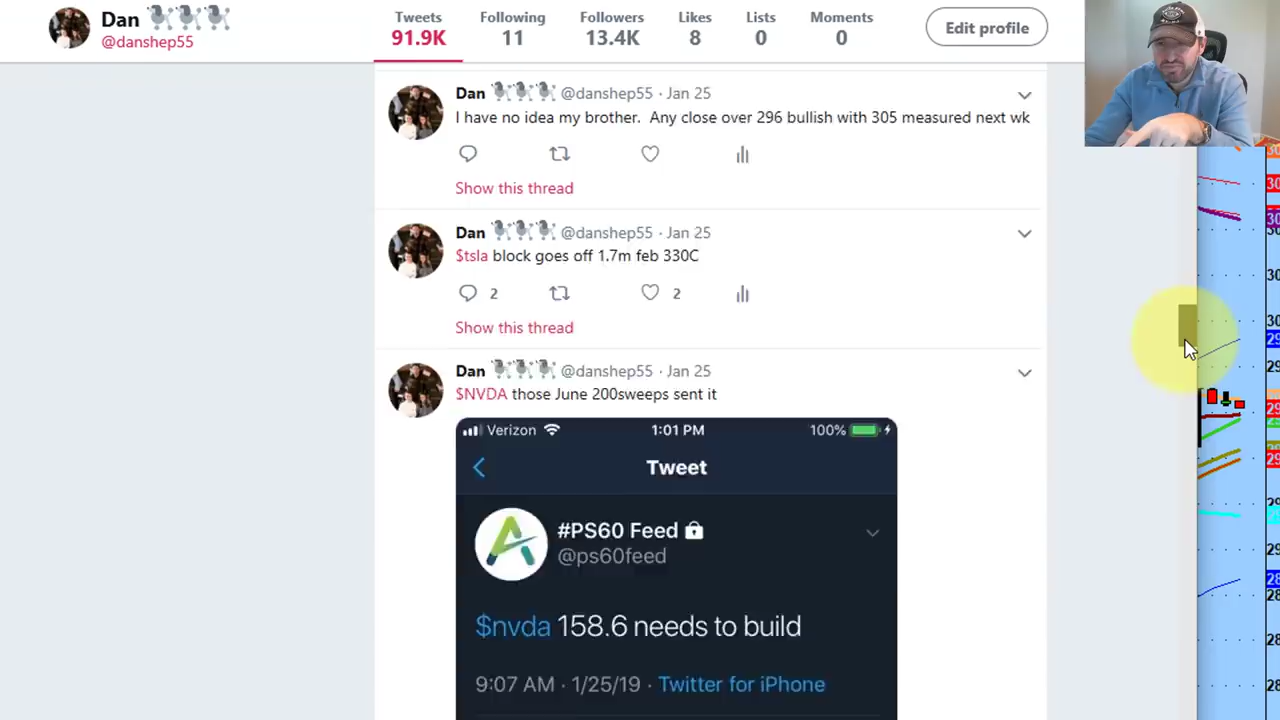 Dan
@danshep55
Tweets
91.9K
Following
11
Followers
13.4K
Likes
8
Lists
0
Moments
0
Edit profile
Dan @danshep55 · Jan 25
I have no idea my brother. Any close over 296 bullish with 305 measured next wk
Show this thread
Dan @danshep55 · Jan 25
$tsla block goes off 1.7m feb 330C
2 2
Show this thread
Dan @danshep55 · Jan 25
$NVDA those June 200sweeps sent it
Verizon 1:01 PM 100%
Tweet
#PS60 Feed
@ps60feed
$nvda 158.6 needs to build
9:07 AM · 1/25/19 · Twitter for iPhone